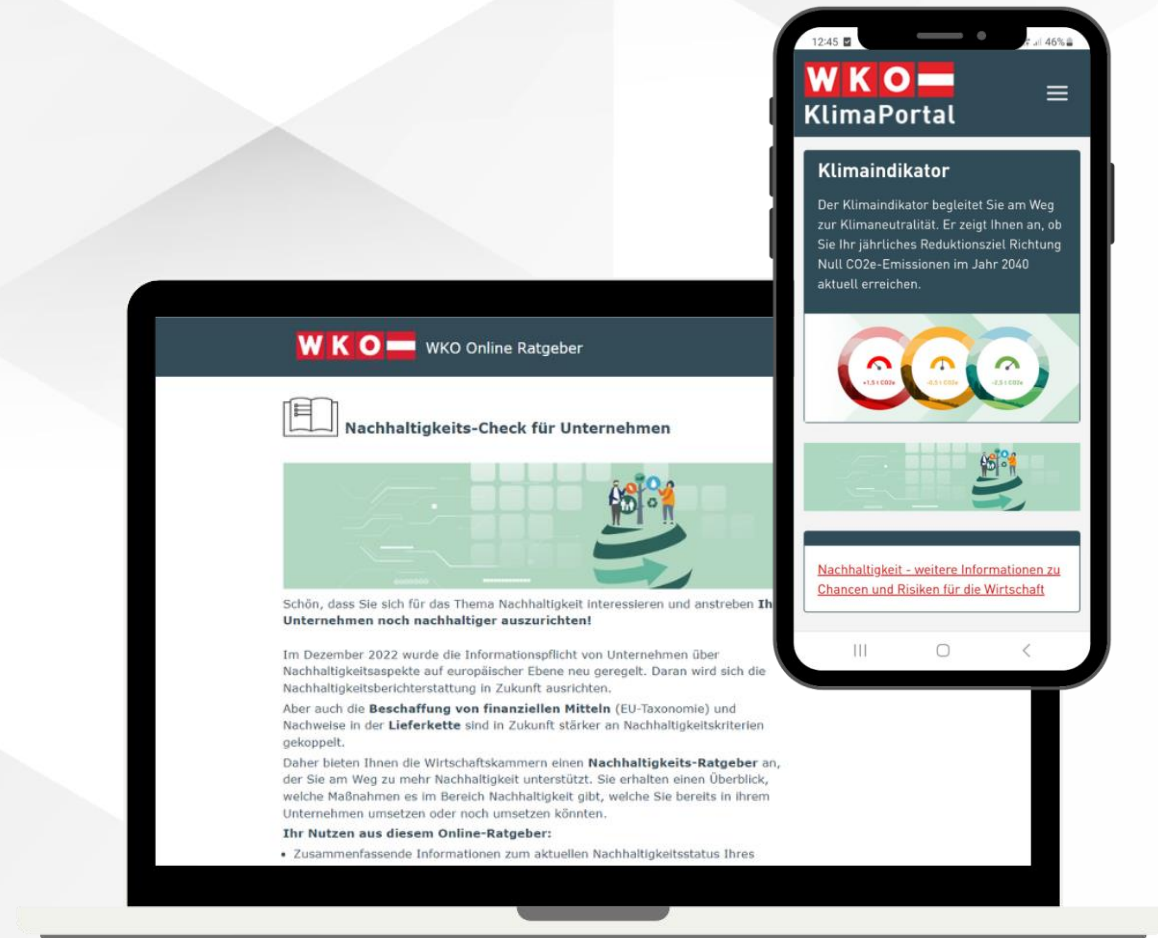 WKO WKO Online Ratgeber
Nachhaltigkeits-Check für Unternehmen
Schön, dass Sie sich für das Thema Nachhaltigkeit interessieren und anstreben
Unternehmen noch nachhaltiger auszurichten!
Im Dezember 2022 wurde die Informationspflicht von Unternehmen über
Nachhaltigkeitsaspekte auf europäischer Ebene neu geregelt. Daran wird sich die
Nachhaltigkeitsberichterstattung in Zukunft ausrichten.
Aber auch die Beschaffung von finanziellen Mitteln (EU-Taxonomie) und
Nachweise in der Lieferkette sind in Zukunft stärker an Nachhaltigkeitskriterien
gekoppelt.
Daher bieten Ihnen die Wirtschaftskammern einen Nachhaltigkeits-Ratgeber an,
der Sie am Weg zu mehr Nachhaltigkeit unterstützt. Sie erhalten einen Überblick,
welche Maßnahmen es im Bereich Nachhaltigkeit gibt, welche Sie bereits in ihrem
Unternehmen umsetzen oder noch umsetzen könnten.
Ihr Nutzen aus diesem Online-Ratgeber:
• Zusammenfassende Informationen zum aktuellen Nachhaltigkeitsstatus Ihres
12:45 46%
WKO
KlimaPortal
Klimaindikator
Der Klimaindikator begleitet Sie am Weg
zur Klimaneutralität. Er zeigt Ihnen an, ob
Sie Ihr jährliches Reduktionsziel Richtung
Null CO2e-Emissionen im Jahr 2040
aktuell erreichen.
+1,5 t CO2e
Nachhaltigkeit - weitere Informationen zu
Chancen und Risiken für die Wirtschaft